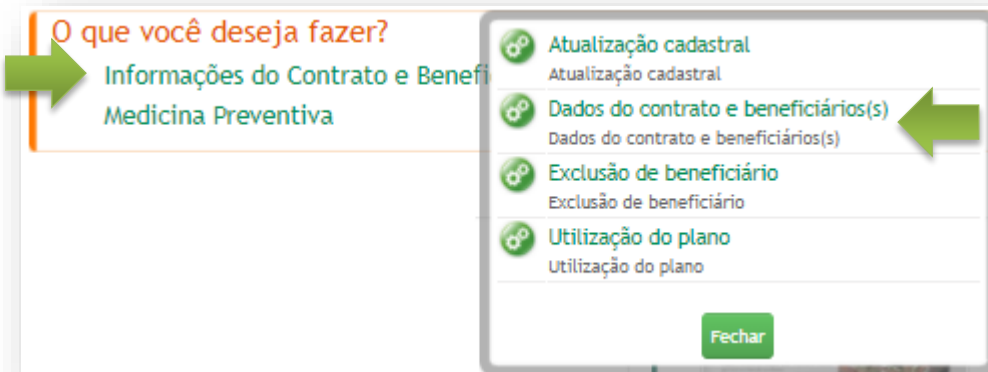 O que você deseja fazer?
Informações do Contrato e Benefi
Medicina Preventiva
Atualização cadastral
Atualização cadastral
Dados do contrato e beneficiários(s)
Dados do contrato e beneficiários(s)
Exclusão de beneficiário
Exclusão de beneficiário
Utilização do plano
Utilização do plano
Fechar